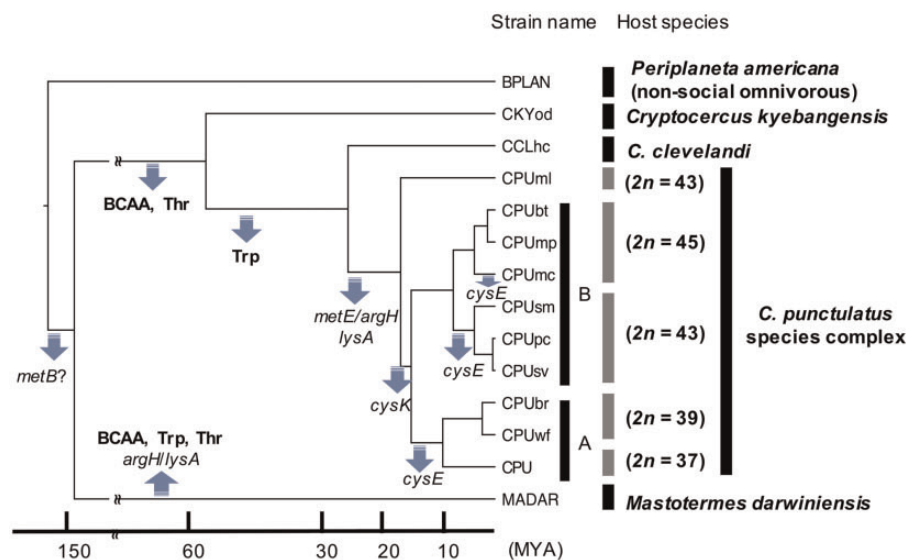 Strain name Host species
BPLAN
Periplaneta americana
(non-social omnivorous)
CKYod
Cryptocercus kyebangensis
CCLhc
C. clevelandi
CPUml
(2n = 43)
BCAA, Thr
CPUbt
CPUmp
(2n = 45)
Trp
CPUmc
cysE
B
metE/argH
lysA
CPUsm
CPUpc
(2n = 43)
C. punctulatus
species complex
cysE
CPUsv
metB?
cysK
CPUbr
(2n = 39)
BCAA, Trp, Thr
argH/lysA
CPUwf
A
CPU
(2n = 37)
cysE
MADAR
Mastotermes darwiniensis
150 60 30 20 10 (MYA)